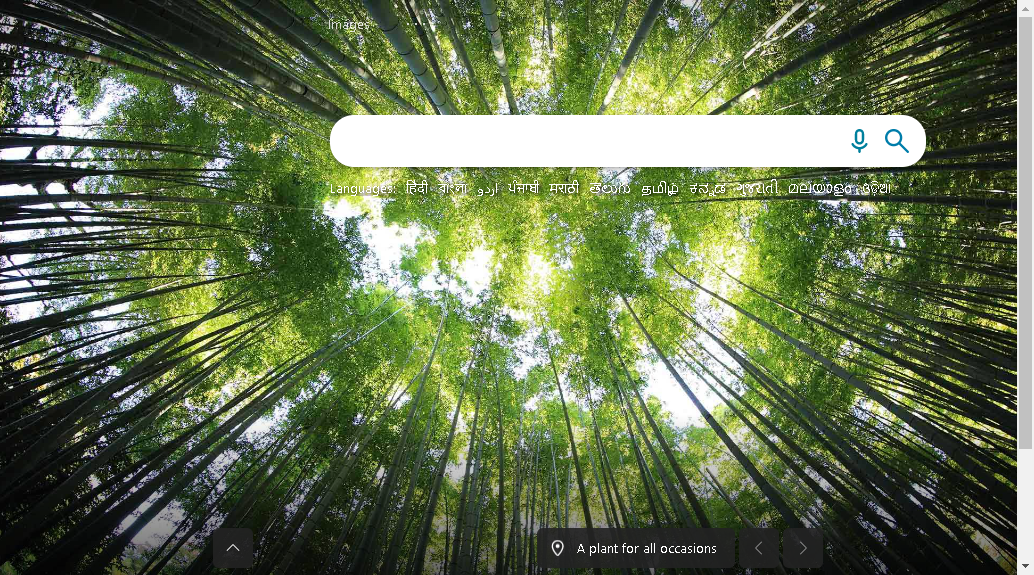 Images
Languages: हिंदी বাংলা اردو ਪੰਜਾਬੀ मराठी తెలుగు தமிழ் ಕನ್ನಡ ગુજરાતી മലയാളം ଓଡ଼ିଆ
A plant for all occasions